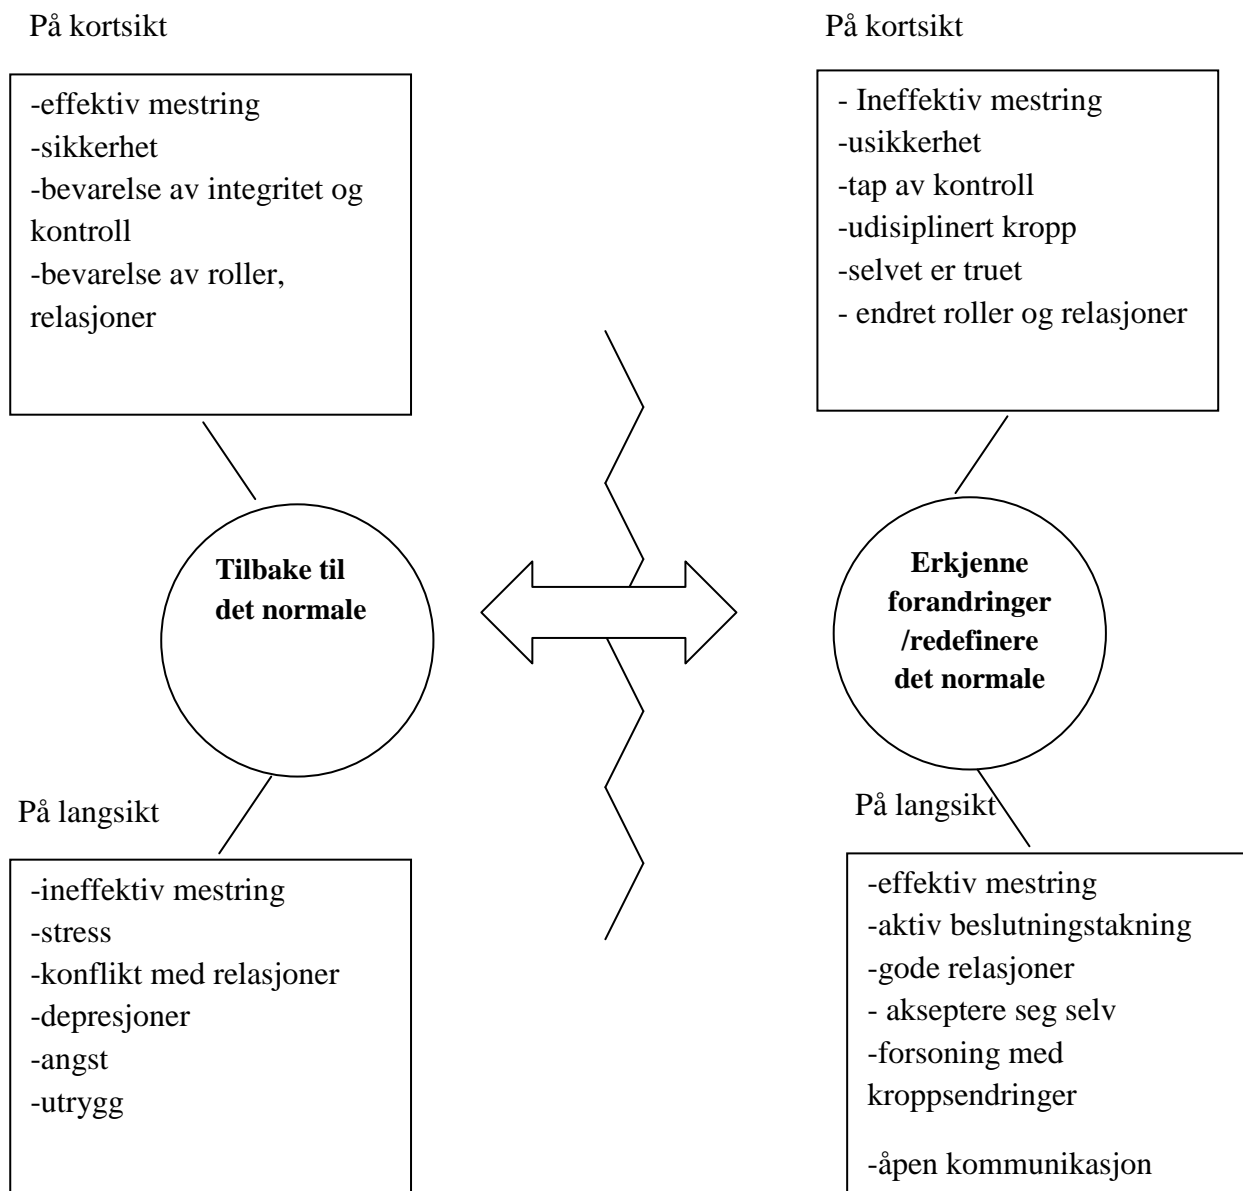 På kortsikt
-effektiv mestring
-sikkerhet
-bevarelse av integritet og
kontroll
-bevarelse av roller,
relasjoner
Tilbake til
det normale
På langsikt
-ineffektiv mestring
-stress
-konflikt med relasjoner
-depresjoner
-angst
-utrygg
På kortsikt
- Ineffektiv mestring
-usikkerhet
-tap av kontroll
-udisiplinert kropp
-selvet er truet
- endret roller og relasjoner
Erkjenne
forandringer
/redefinere
det normale
På langsikt
-effektiv mestring
-aktiv beslutningstakning
-gode relasjoner
- akseptere seg selv
-forsoning med
kroppsendringer
-åpen kommunikasjon